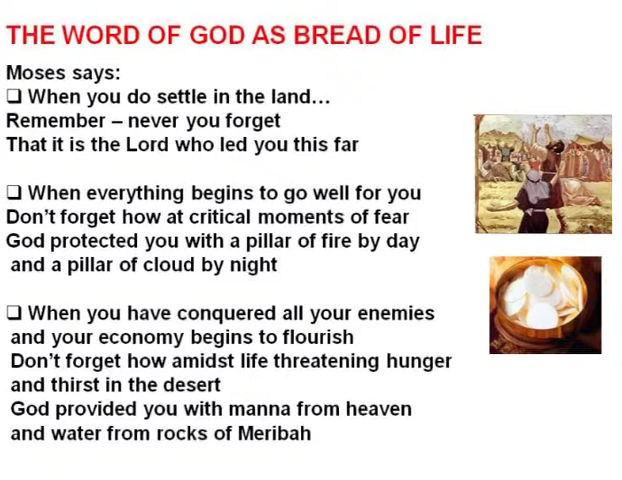 THE WORD OF GOD AS BREAD OF LIFE
Moses says:
❑ When you do settle in the land…
Remember – never you forget
That it is the Lord who led you this far
❑ When everything begins to go well for you
Don't forget how at critical moments of fear
God protected you with a pillar of fire by day
and a pillar of cloud by night
❑ When you have conquered all your enemies
and your economy begins to flourish
Don't forget how amidst life threatening hunger
and thirst in the desert
God provided you with manna from heaven
and water from rocks of Meribah